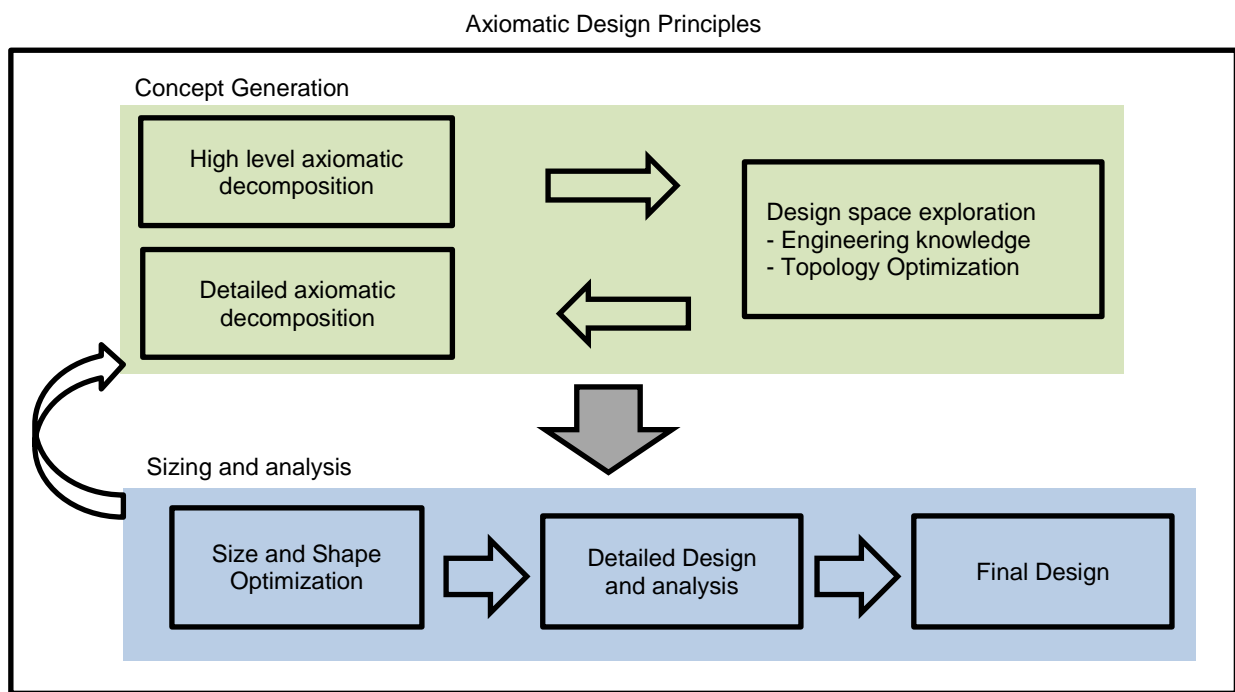 Axiomatic Design Principles
Concept Generation
High level axiomatic
decomposition
Design space exploration
- Engineering knowledge
- Topology Optimization
Detailed axiomatic
decomposition
Sizing and analysis
Size and Shape
Optimization
Detailed Design
and analysis
Final Design